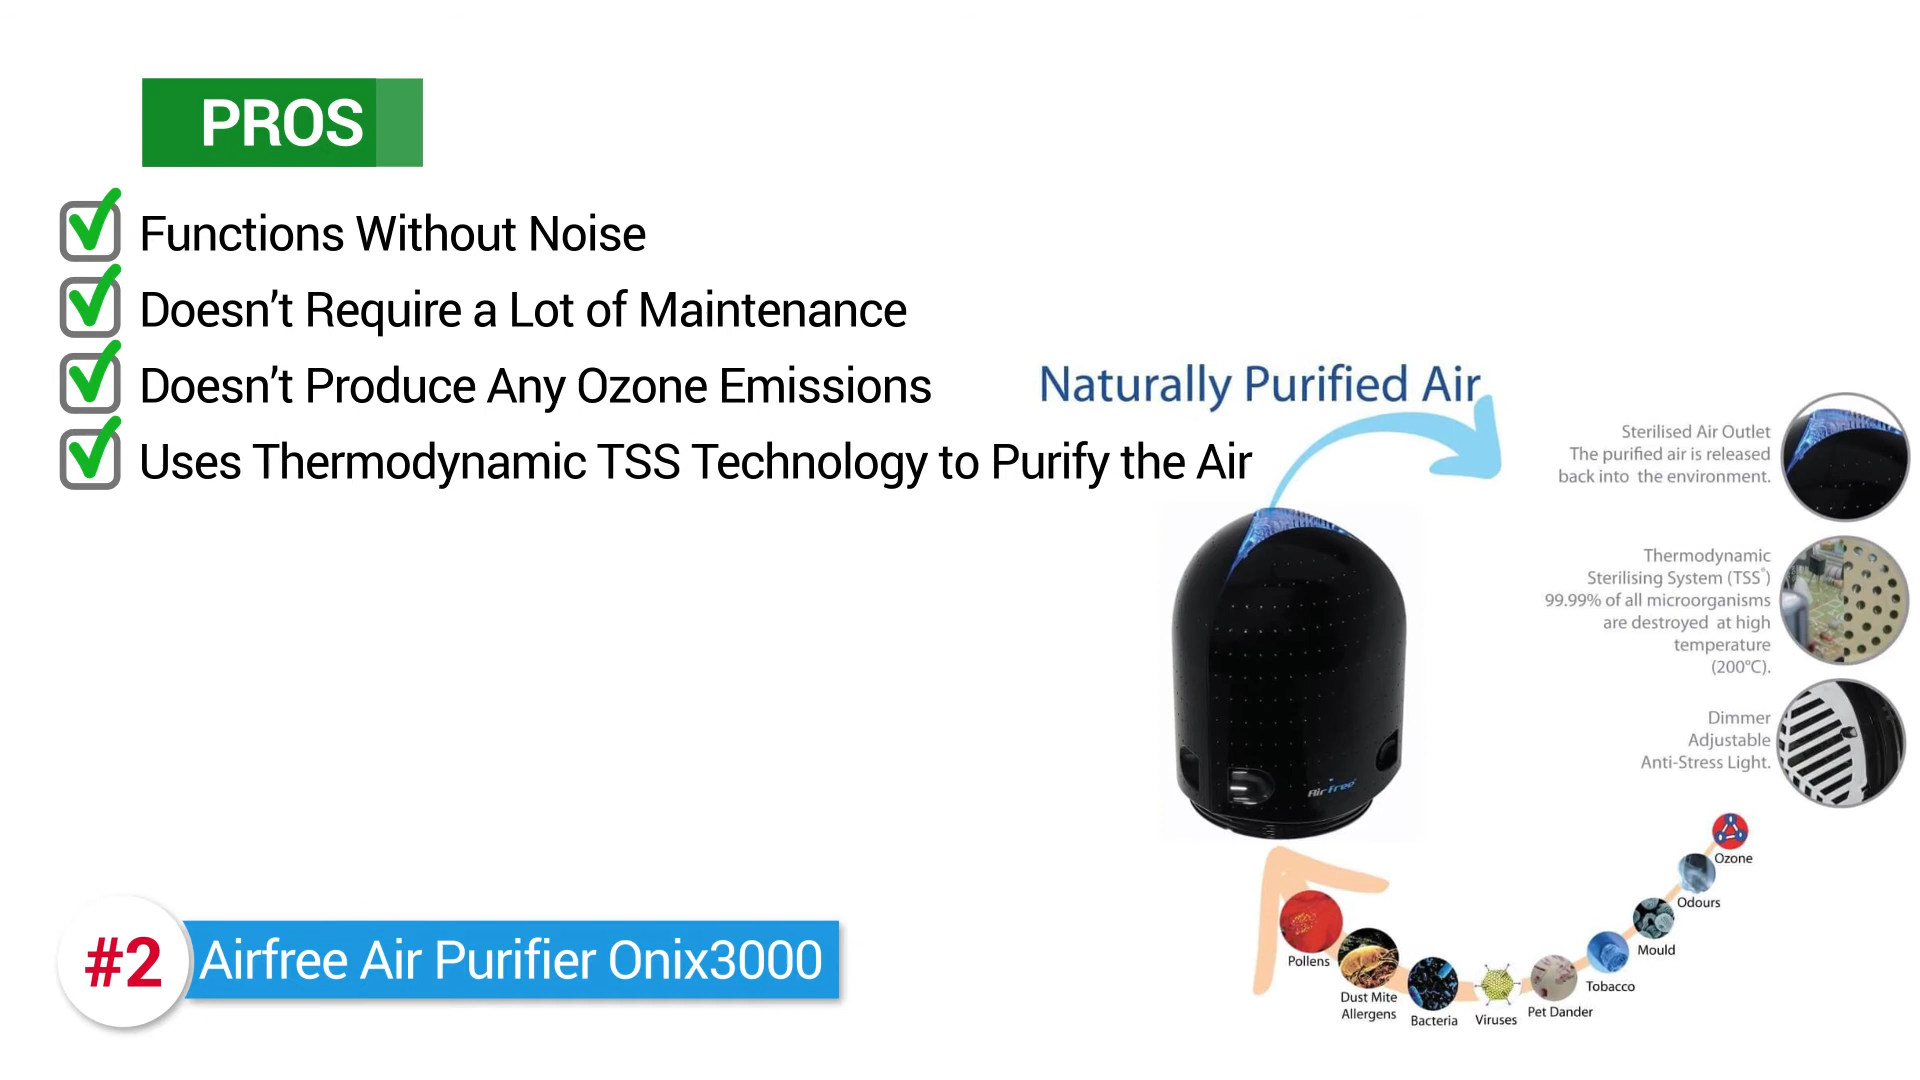 PROS
Functions Without Noise
Doesn’t Require a Lot of Maintenance
Doesn’t Produce Any Ozone Emissions
Uses Thermodynamic TSS Technology to Purify the Air
Naturally Purified Air
Sterilised Air Outlet
The purified air is released
back into the environment.
Thermodynamic
Sterilising System (TSS®)
99.99% of all microorganisms
are destroyed at high
temperature
(200°C).
Dimmer
Adjustable
Anti-Stress Light.
Airfree
Ozone
Odours
Mould
Tobacco
Pet Dander
Viruses
Bacteria
Dust Mite
Allergens
Pollens
#2 Airfree Air Purifier Onix3000